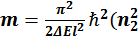 m = π²/2ΔEl² ħ²(n₂²